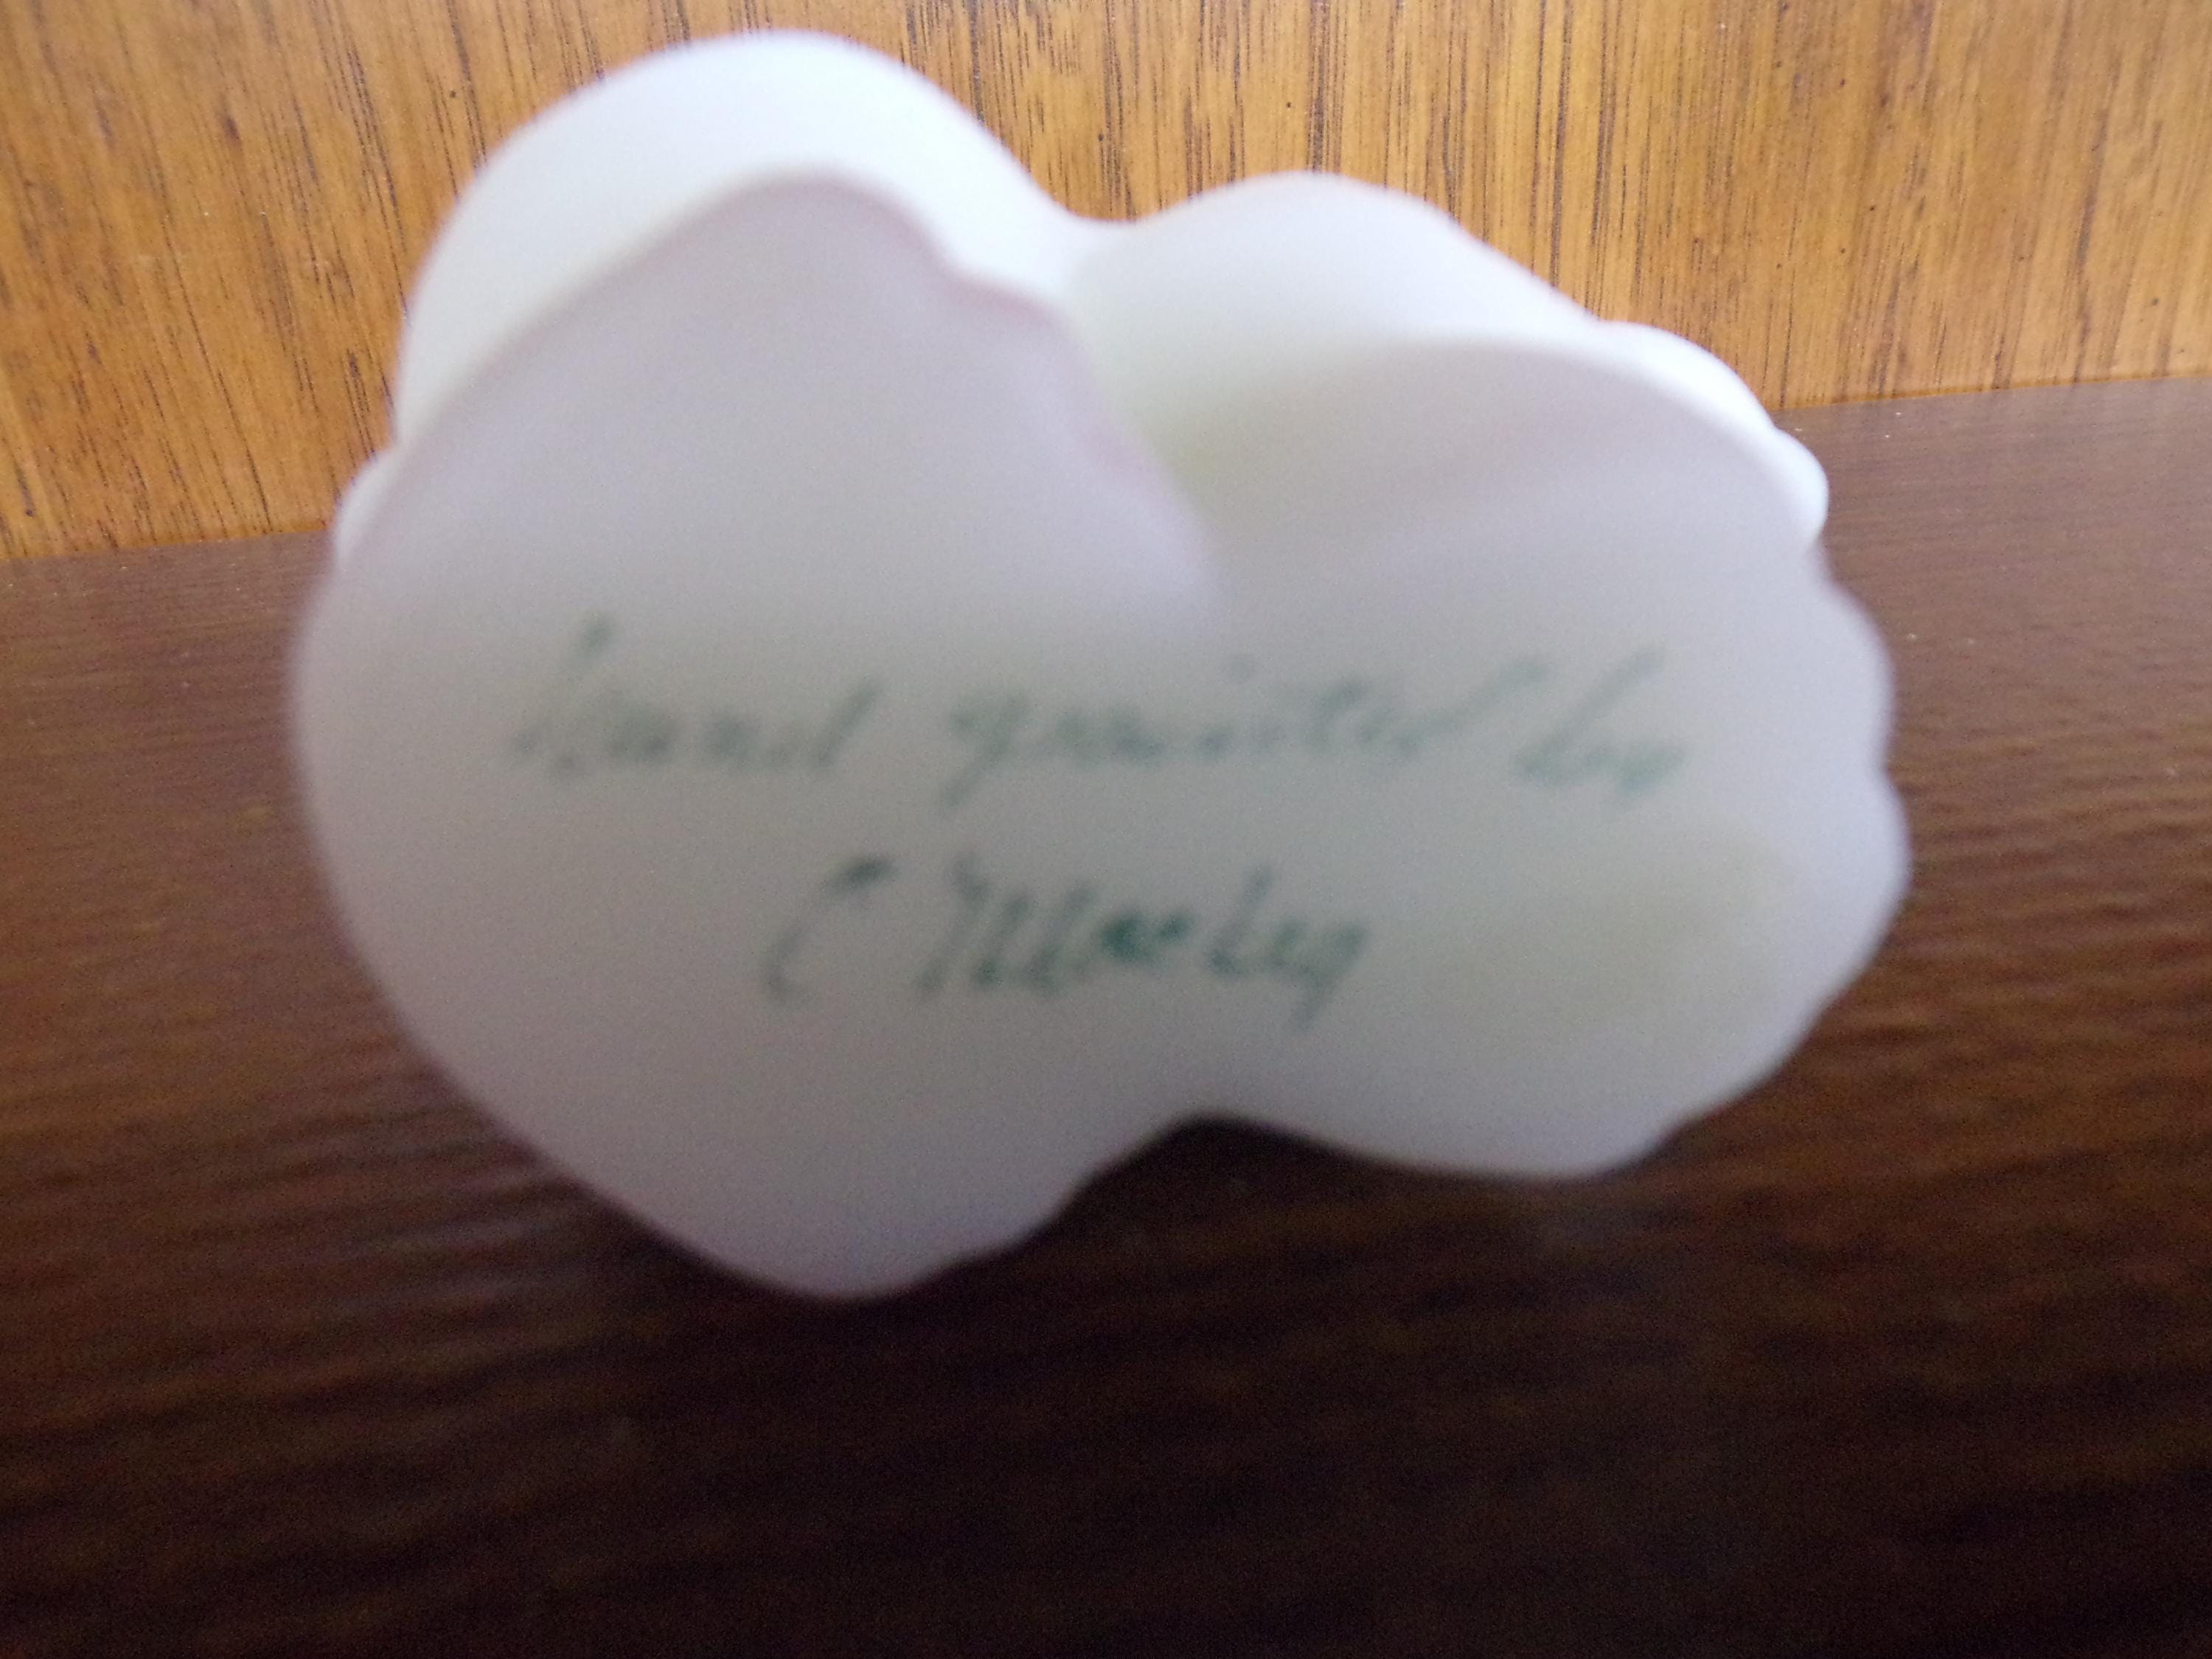 Hand painted by
C